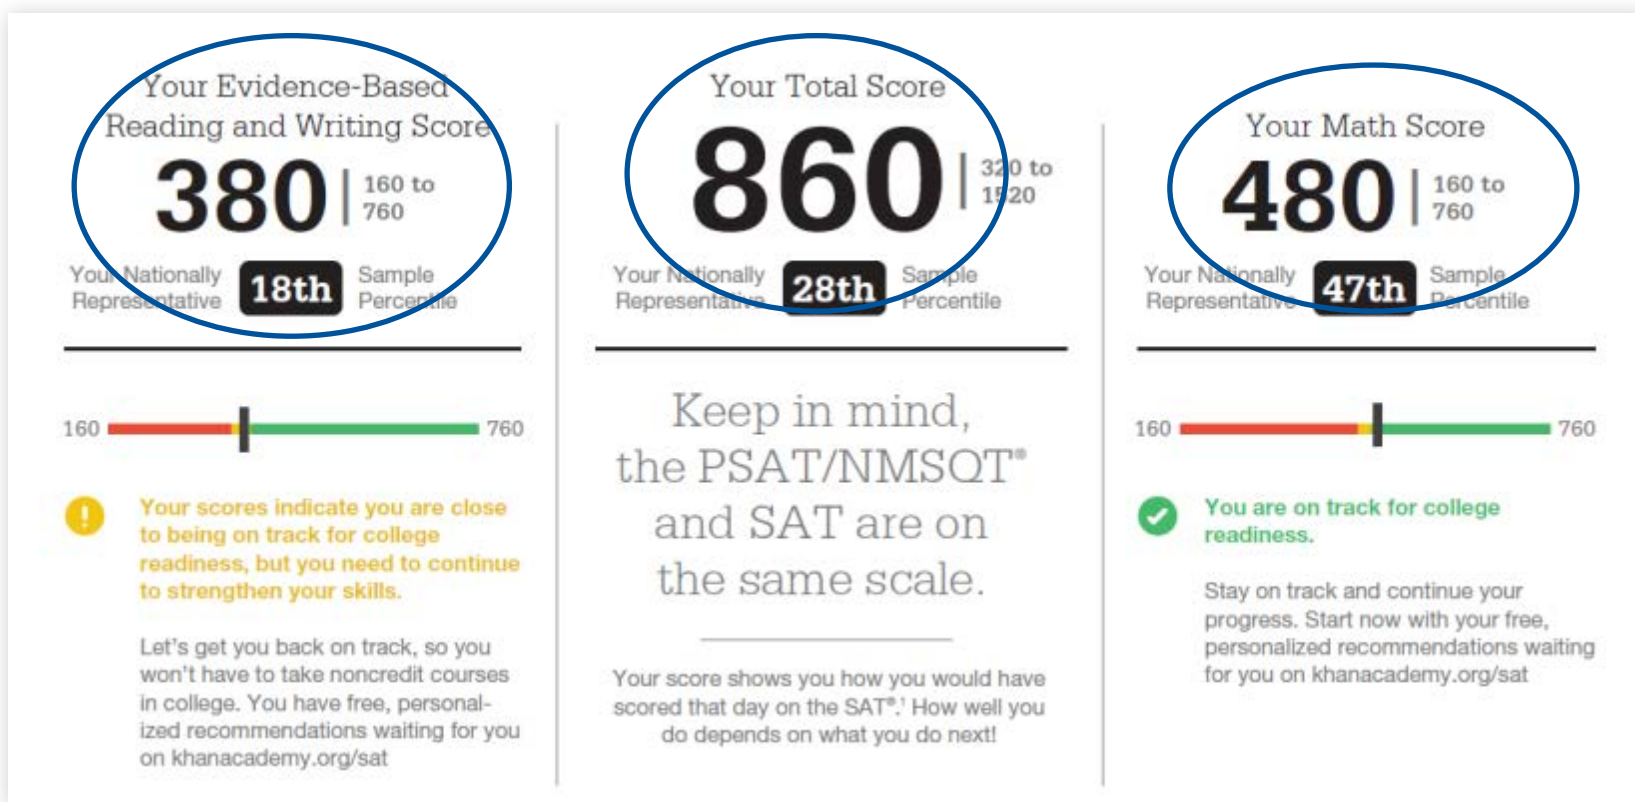 Your Evidence-Based
Reading and Writing Score
380
160 to
760
Your Nationally
Representative
18th
Sample
Percentile
160
760
!
Your scores indicate you are close
to being on track for college
readiness, but you need to continue
to strengthen your skills.
Let's get you back on track, so you
won't have to take noncredit courses
in college. You have free, personal-
ized recommendations waiting for you
on khanacademy.org/sat
Your Total Score
860
320 to
1520
Your Nationally
Representative
28th
Sample
Percentile
Keep in mind,
the PSAT/NMSQT®
and SAT are on
the same scale.
Your score shows you how you would have
scored that day on the SAT®.¹ How well you
do depends on what you do next!
Your Math Score
480
160 to
760
Your Nationally
Representative
47th
Sample
Percentile
160
760
You are on track for college
readiness.
Stay on track and continue your
progress. Start now with your free,
personalized recommendations waiting
for you on khanacademy.org/sat